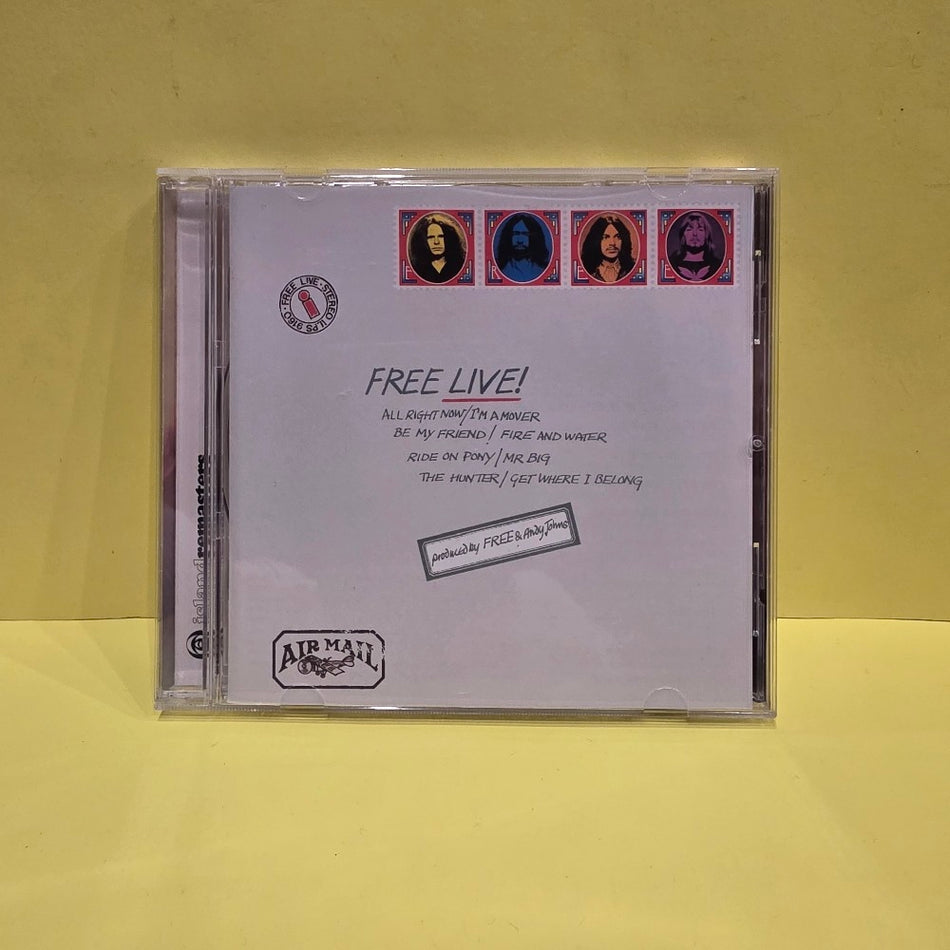 F R E E
FREE LIVE · STEREO ILPS 9160 ·
FREE LIVE!
ALL RIGHT NOW/I'M A MOVER
BE MY FRIEND/ FIRE AND WATER
RIDE ON PONY/MR BIG
THE HUNTER/GET WHERE I BELONG
produced by FREE & Andy Johns
AIR MAIL
islandremasters